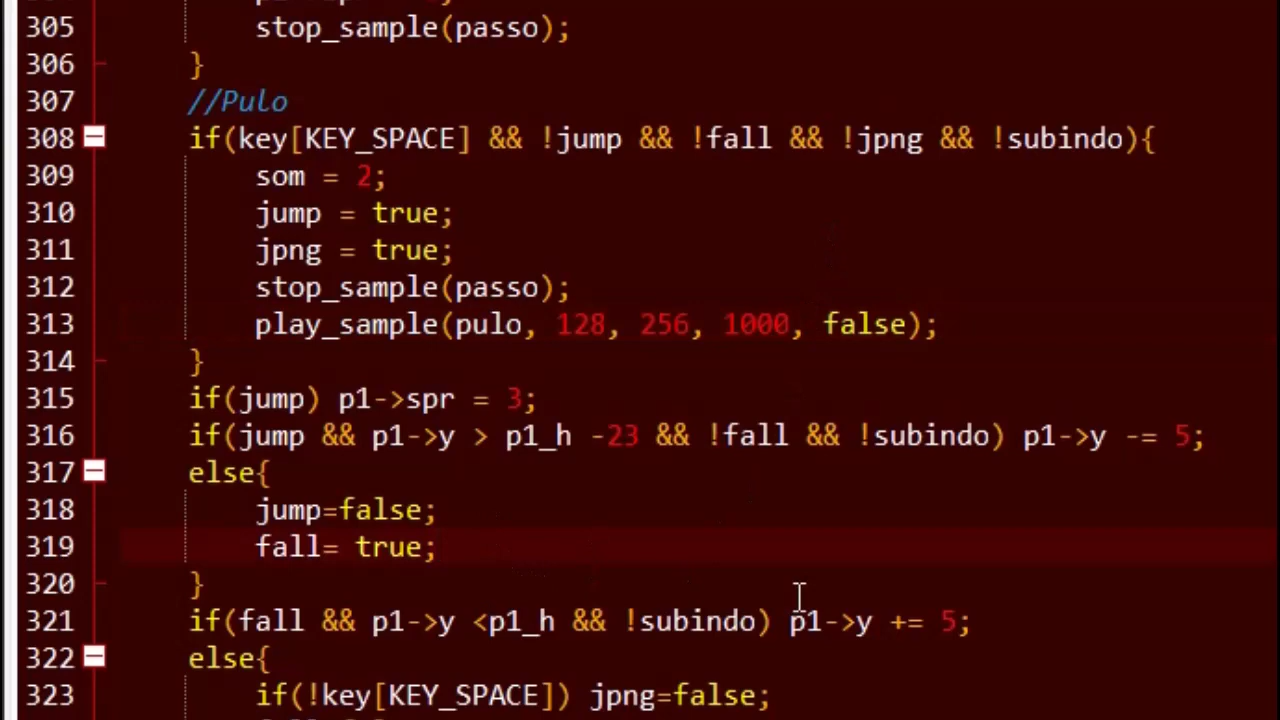 305 stop_sample(passo);
306 }
307 //Pulo
308 if(key[KEY_SPACE] && !jump && !fall && !jpng && !subindo){
309 som = 2;
310 jump = true;
311 jpng = true;
312 stop_sample(passo);
313 play_sample(pulo, 128, 256, 1000, false);
314 }
315 if(jump) p1->spr = 3;
316 if(jump && p1->y > p1_h -23 && !fall && !subindo) p1->y -= 5;
317 else{
318 jump=false;
319 fall= true;
320 }
321 if(fall && p1->y <p1_h && !subindo) p1->y += 5;
322 else{
323 if(!key[KEY_SPACE]) jpng=false;